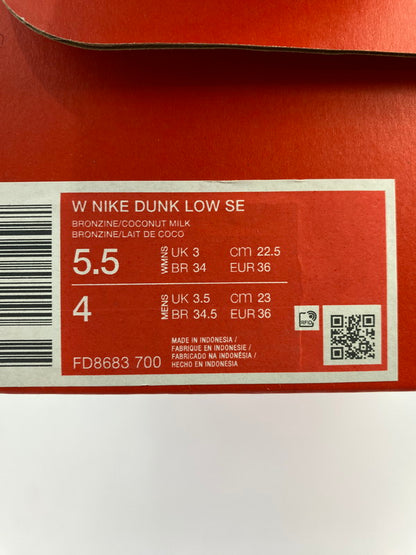 W NIKE DUNK LOW SE
BRONZINE/COCONUT MILK
BRONZINE/LAIT DE COCO
5.5 WMNS UK 3 cm 22.5
BR 34 EUR 36
4 MENS UK 3.5 cm 23
BR 34.5 EUR 36
MADE IN INDONESIA /
FABRIQUE EN INDONESIE /
FABRICADO NA INDONÉSIA /
HECHO EN INDONESIA
FD8683 700
RFID